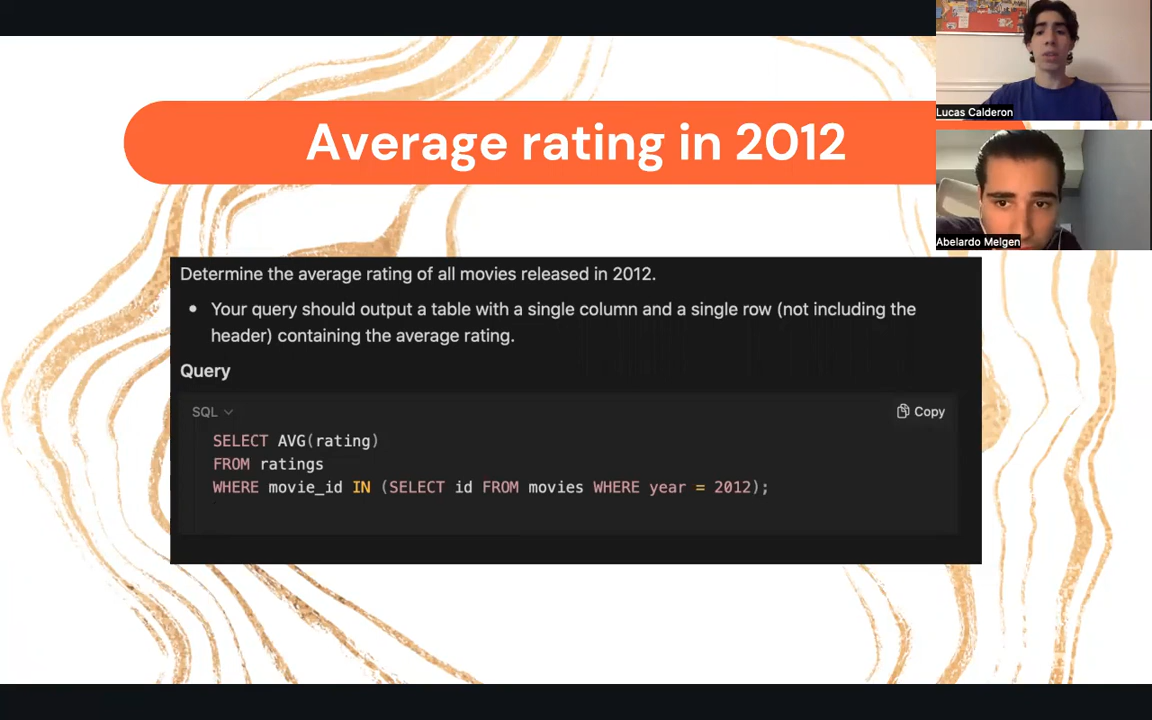 Average rating in 2012
Lucas Calderon
Abelardo Melgen
Determine the average rating of all movies released in 2012.
• Your query should output a table with a single column and a single row (not including the
header) containing the average rating.
Query
SQL
Copy
SELECT AVG(rating)
FROM ratings
WHERE movie_id IN (SELECT id FROM movies WHERE year = 2012);